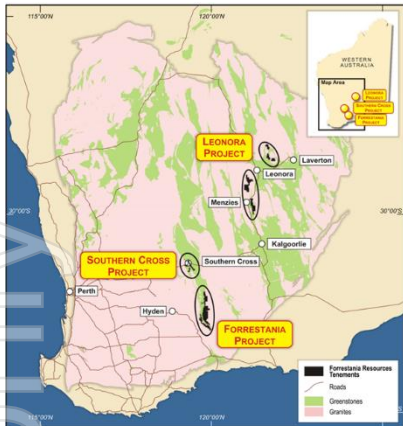 115°00'S
120°00'S
WESTERN
AUSTRALIA
Map Area
LEONORA
PROJECT
SOUTHERN CROSS
PROJECT
FORRESTANIA
PROJECT
LEONORA
PROJECT
Laverton
Leonora
Menzies
30°00'S
30°00'S
Kalgoorlie
SOUTHERN CROSS
PROJECT
Southern Cross
Perth
Hyden
FORRESTANIA
PROJECT
Forrestania Resources
Tenements
Roads
Greenstones
Granites
115°00'S
120°00'S